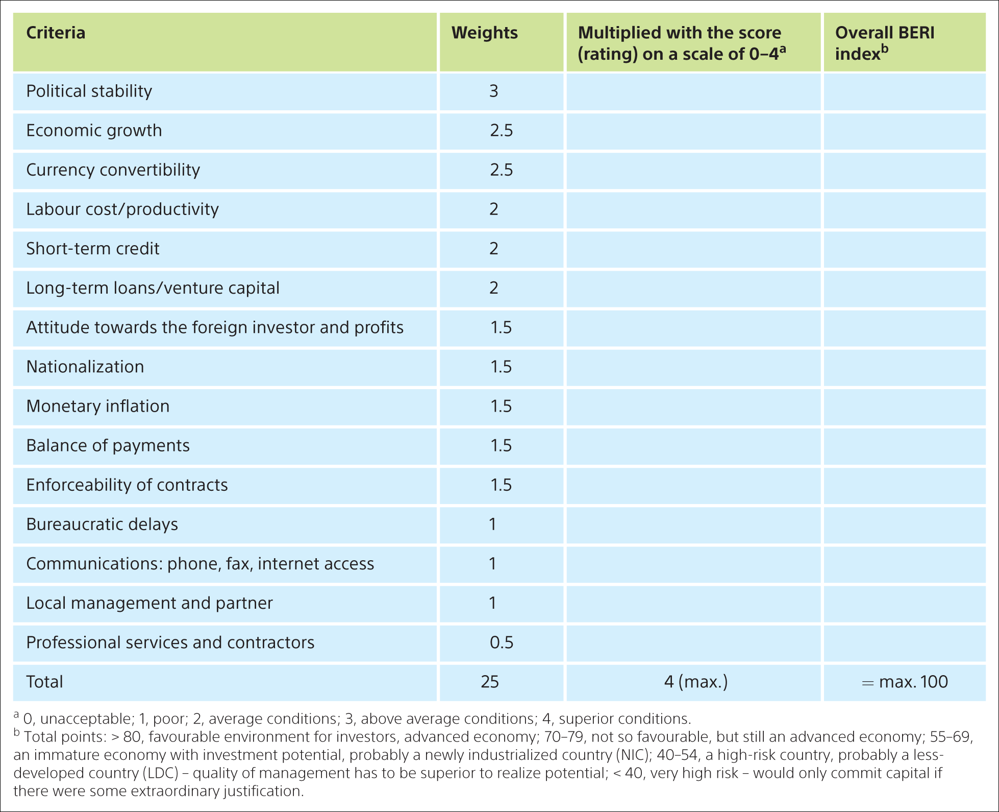 Criteria Weights Multiplied with the score (rating) on a scale of 0–4a Overall BERI indexb
Political stability 3
Economic growth 2.5
Currency convertibility 2.5
Labour cost/productivity 2
Short-term credit 2
Long-term loans/venture capital 2
Attitude towards the foreign investor and profits 1.5
Nationalization 1.5
Monetary inflation 1.5
Balance of payments 1.5
Enforceability of contracts 1.5
Bureaucratic delays 1
Communications: phone, fax, internet access 1
Local management and partner 1
Professional services and contractors 0.5
Total 25 4 (max.) = max. 100
a 0, unacceptable; 1, poor; 2, average conditions; 3, above average conditions; 4, superior conditions.
b Total points: > 80, favourable environment for investors, advanced economy; 70–79, not so favourable, but still an advanced economy; 55–69,
an immature economy with investment potential, probably a newly industrialized country (NIC); 40–54, a high-risk country, probably a less-
developed country (LDC) – quality of management has to be superior to realize potential; < 40, very high risk – would only commit capital if
there were some extraordinary justification.